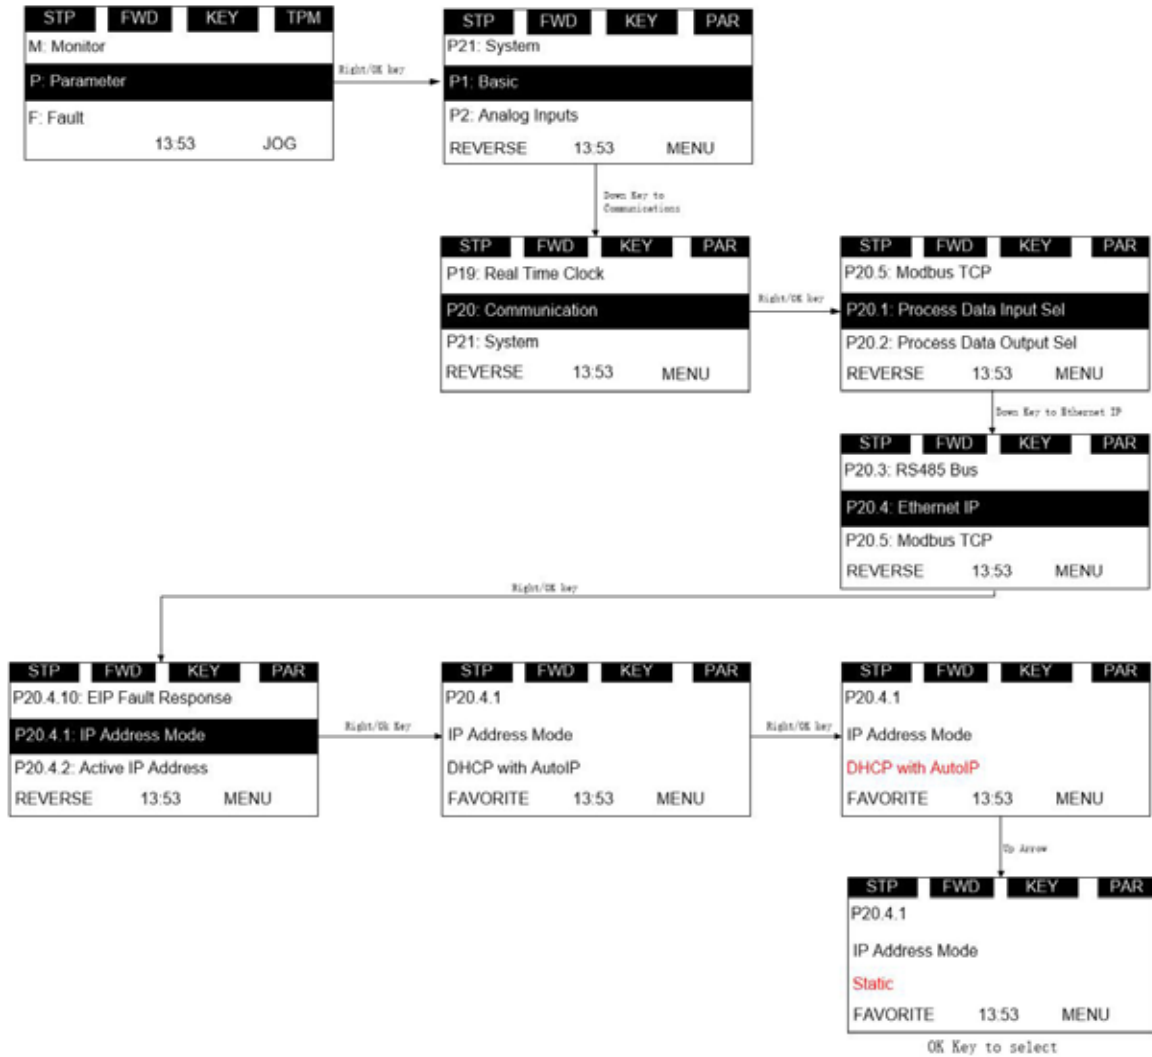 STP FWD KEY TPM
M: Monitor
P: Parameter
F: Fault
13:53 JOG
Right/OK key
STP FWD KEY PAR
P21: System
P1: Basic
P2: Analog Inputs
REVERSE 13:53 MENU
Down Key to
Communications
STP FWD KEY PAR
P19: Real Time Clock
P20: Communication
P21: System
REVERSE 13:53 MENU
Right/OK key
STP FWD KEY PAR
P20.5: Modbus TCP
P20.1: Process Data Input Sel
P20.2: Process Data Output Sel
REVERSE 13:53 MENU
Down Key to Ethernet IP
STP FWD KEY PAR
P20.3: RS485 Bus
P20.4: Ethernet IP
P20.5: Modbus TCP
REVERSE 13:53 MENU
Right/OK key
STP FWD KEY PAR
P20.4.10: EIP Fault Response
P20.4.1: IP Address Mode
P20.4.2: Active IP Address
REVERSE 13:53 MENU
Right/Ok Key
STP FWD KEY PAR
P20.4.1
IP Address Mode
DHCP with AutoIP
FAVORITE 13:53 MENU
Right/OK key
STP FWD KEY PAR
P20.4.1
IP Address Mode
DHCP with AutoIP
FAVORITE 13:53 MENU
Up Arrow
STP FWD KEY PAR
P20.4.1
IP Address Mode
Static
FAVORITE 13:53 MENU
OK Key to select